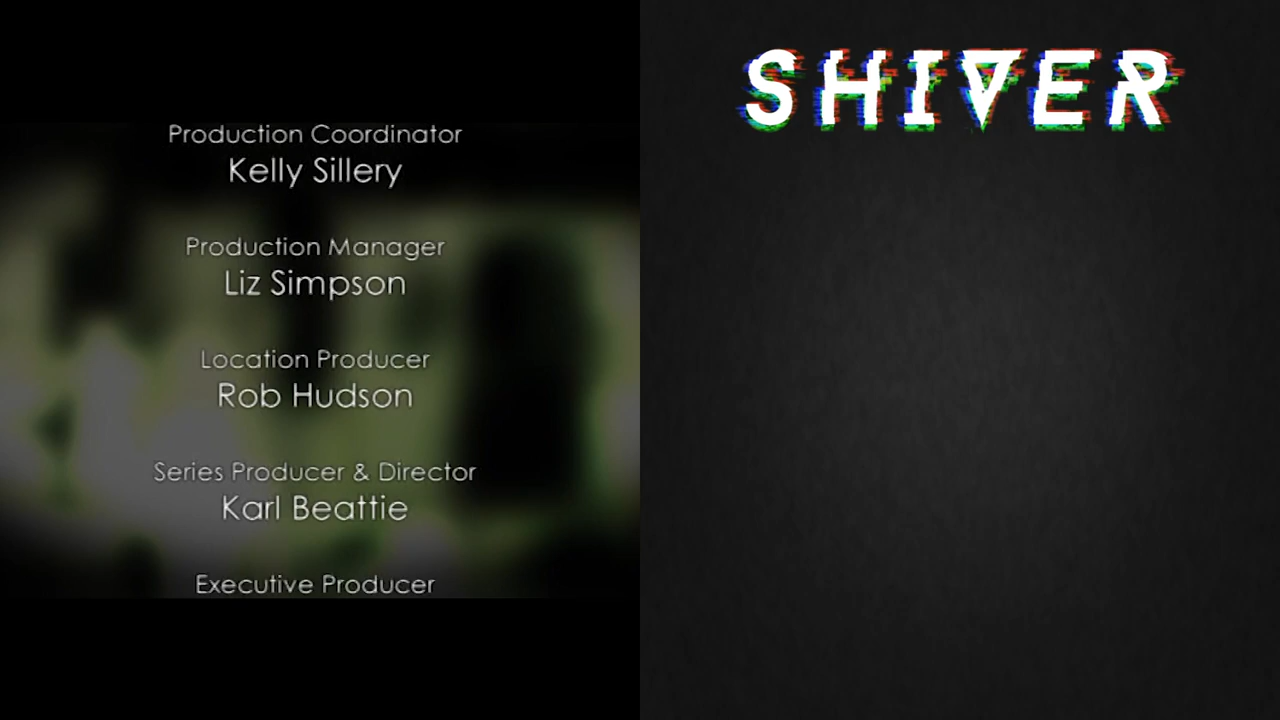 Production Coordinator
Kelly Sillery
Production Manager
Liz Simpson
Location Producer
Rob Hudson
Series Producer & Director
Karl Beattie
Executive Producer
SHIVER